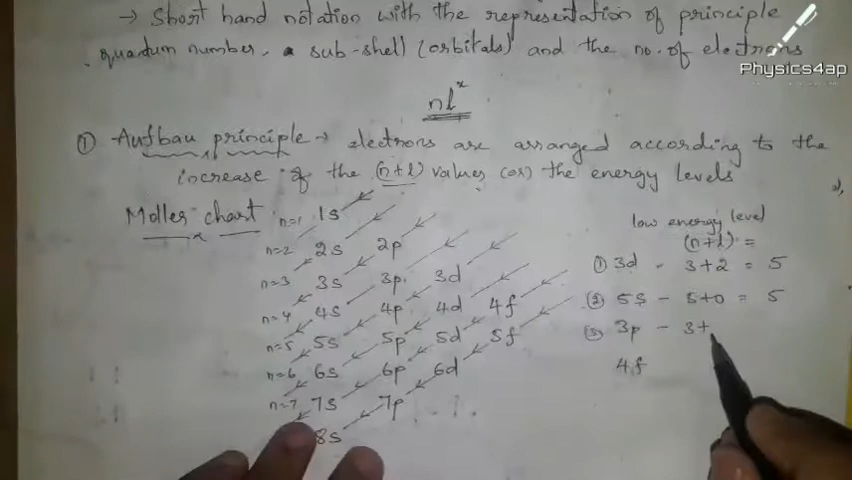 → Short hand notation with the representation of principle
quantum number, sub-shell (orbitals) and the no. of electrons
Physics4ap
nlˣ
① Aufbau principle → electrons are arranged according to the
increase of the (n+l) values (or) the energy levels
Moller chart
n=1 1s
n=2 2s 2p
n=3 3s 3p 3d
n=4 4s 4p 4d 4f
n=5 5s 5p 5d 5f
n=6 6s 6p 6d
n=7 7s 7p
8s
low energy level
(n+l) =
① 3d - 3+2 = 5
② 5s - 5+0 = 5
③ 3p - 3+
4f